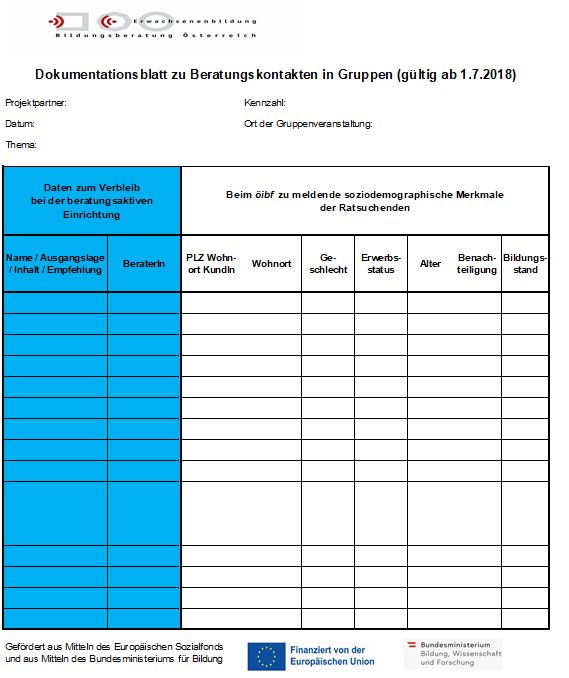 Erwachsenenbildung
Bildungsberatung Österreich
Dokumentationsblatt zu Beratungskontakten in Gruppen (gültig ab 1.7.2018)
Projektpartner:
Kennzahl:
Datum:
Ort der Gruppenveranstaltung:
Thema:
Daten zum Verbleib
bei der beratungsaktiven
Einrichtung
Beim öibf zu meldende soziodemographische Merkmale
der Ratsuchenden
Name / Ausgangslage
/ Inhalt / Empfehlung
BeraterIn
PLZ Wohn-
ort KundIn
Wohnort
Ge-
schlecht
Erwerbs-
status
Alter
Benach-
teiligung
Bildungs-
stand
Gefördert aus Mitteln des Europäischen Sozialfonds
und aus Mitteln des Bundesministeriums für Bildung
Finanziert von der
Europäischen Union
Bundesministerium
Bildung, Wissenschaft
und Forschung